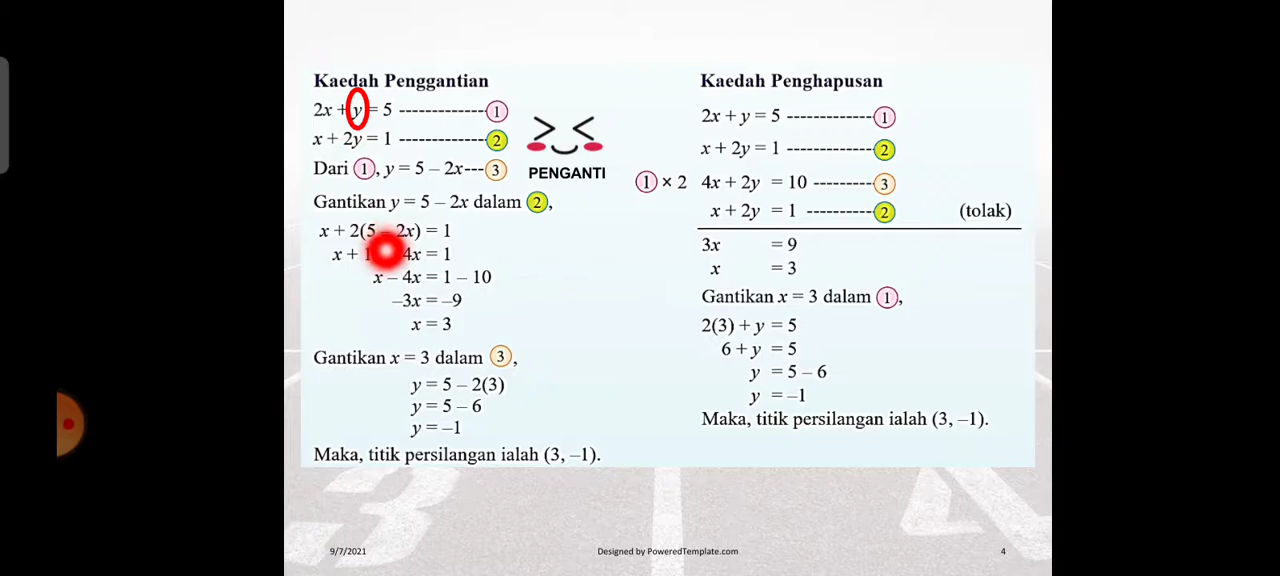 Kaedah Penggantian
2x + y = 5 -------------- 1
x + 2y = 1 -------------- 2
Dari 1, y = 5 – 2x--- 3
PENGANTI
Gantikan y = 5 – 2x dalam 2,
x + 2(5 – 2x) = 1
x + 1 4x = 1
x – 4x = 1 – 10
–3x = –9
x = 3
Gantikan x = 3 dalam 3,
y = 5 – 2(3)
y = 5 – 6
y = –1
Maka, titik persilangan ialah (3, –1).
Kaedah Penghapusan
2x + y = 5 -------------- 1
x + 2y = 1 -------------- 2
1 × 2 4x + 2y = 10 --------- 3
x + 2y = 1 ---------- 2 (tolak)
3x = 9
x = 3
Gantikan x = 3 dalam 1,
2(3) + y = 5
6 + y = 5
y = 5 – 6
y = –1
Maka, titik persilangan ialah (3, –1).
9/7/2021
Designed by PoweredTemplate.com
4